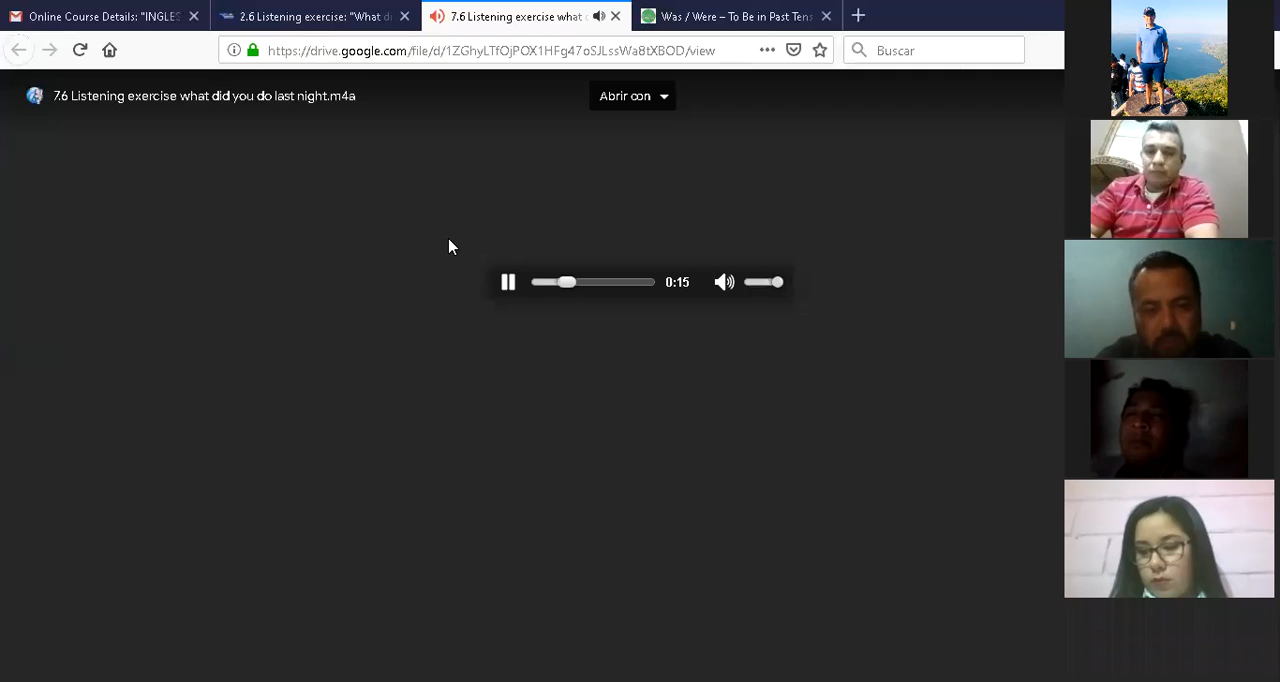 Online Course Details: "INGLES
2.6 Listening exercise: "What di
7.6 Listening exercise what
Was / Were – To Be in Past Tens
https://drive.google.com/file/d/1ZGhyLTfOjPOX1HFg47oSJLssWa8tXBOD/view
Buscar
7.6 Listening exercise what did you do last night.m4a
Abrir con
0:15